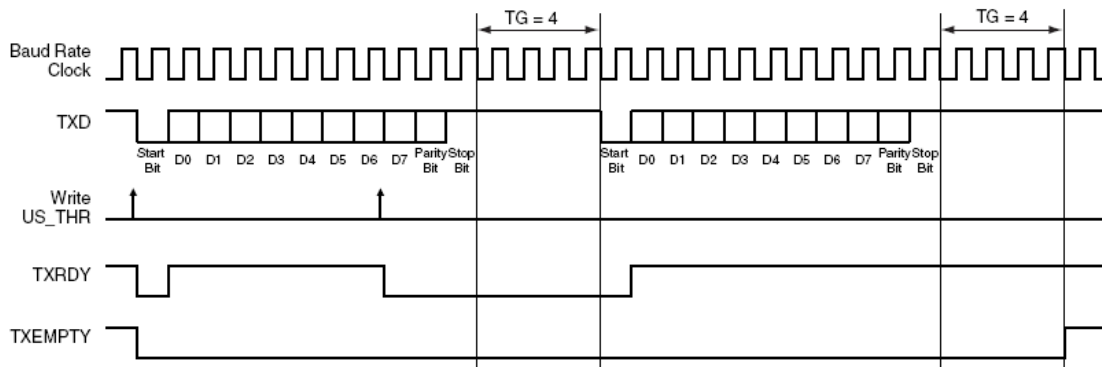 TG = 4 TG = 4
Baud Rate
Clock
TXD
Start
Bit D0 D1 D2 D3 D4 D5 D6 D7 Parity
Bit Stop
Bit Start
Bit D0 D1 D2 D3 D4 D5 D6 D7 Parity
Bit Stop
Bit
Write
US_THR
TXRDY
TXEMPTY